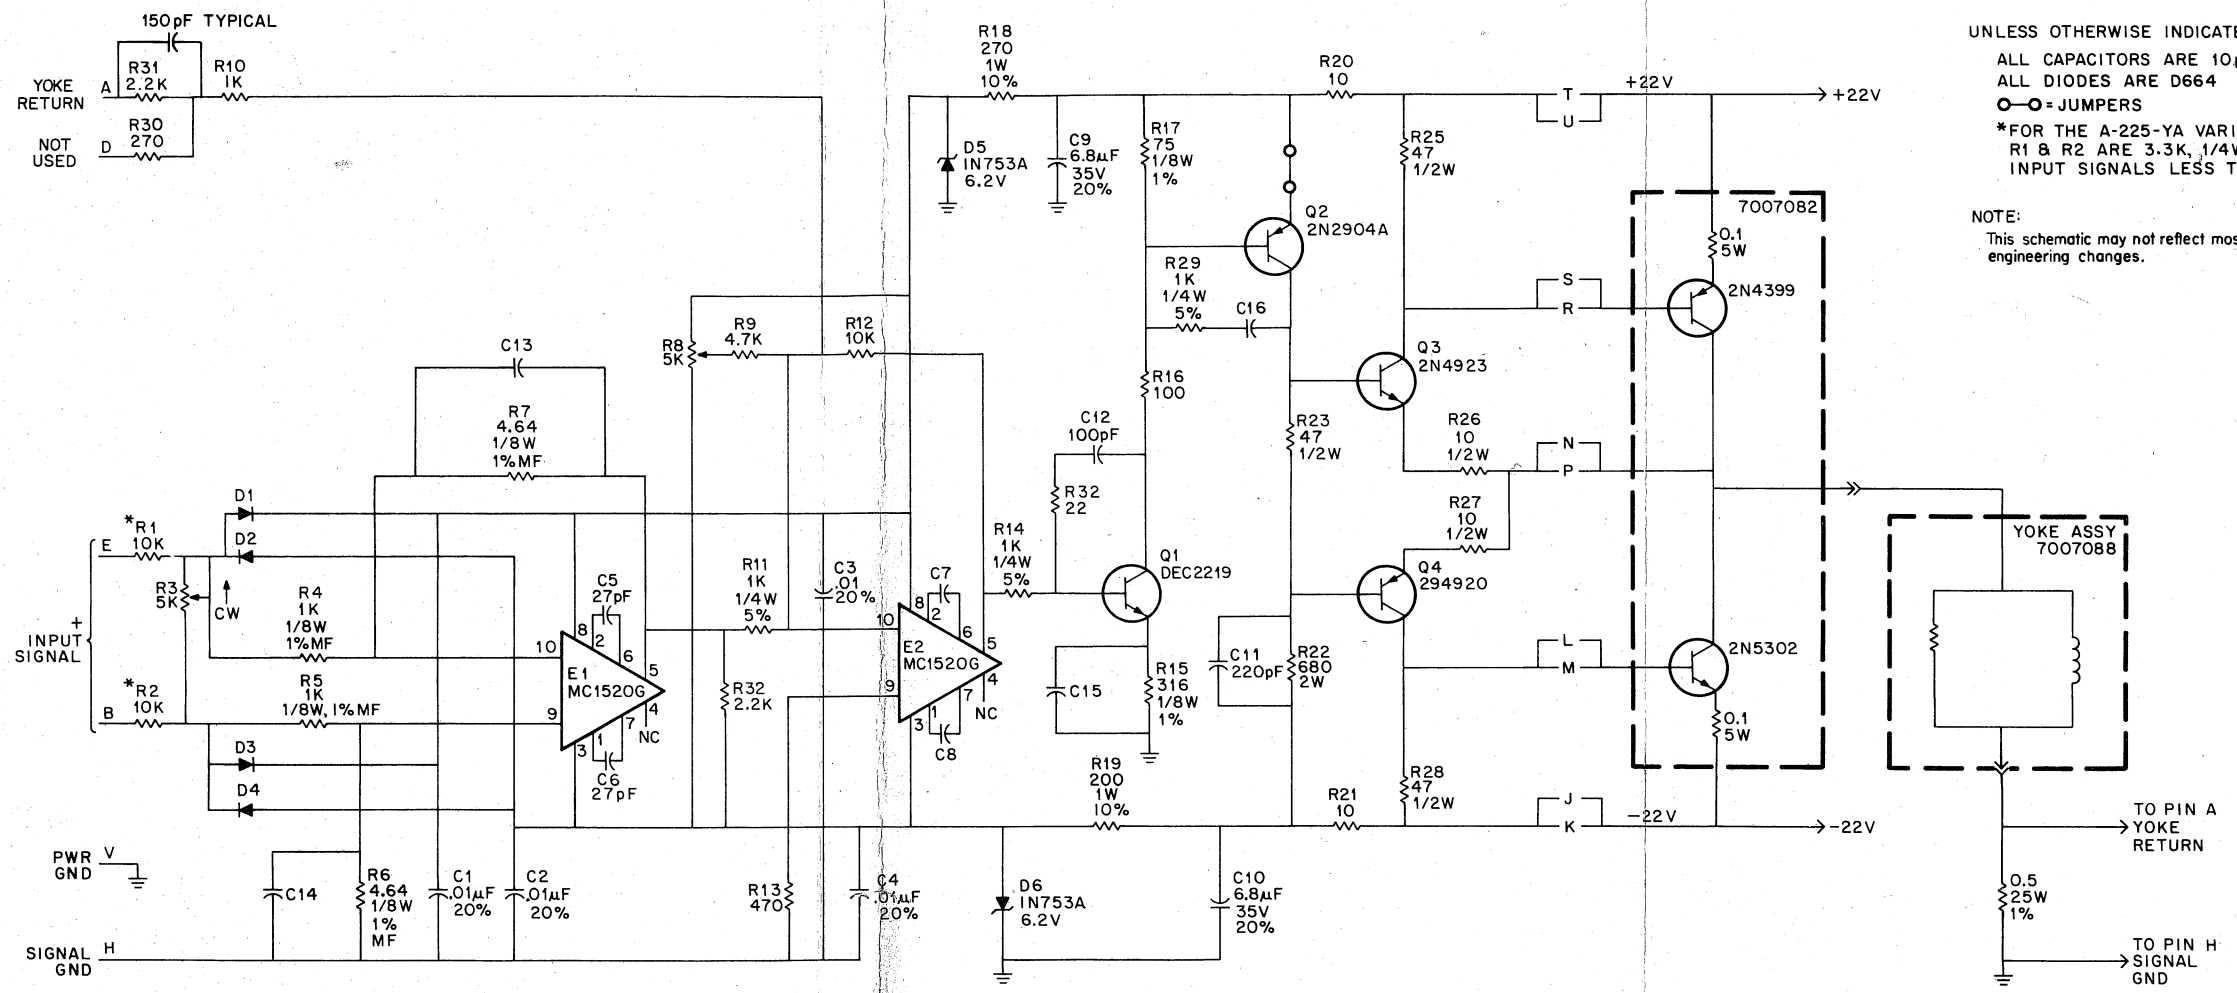 150pF TYPICAL
R31
2.2K
R10
1K
YOKE
RETURN
A
R30
270
NOT
USED
D
R18
270
1W
10%
R20
10
T
U
+22V
+22V
UNLESS OTHERWISE INDICATE
ALL CAPACITORS ARE 10
ALL DIODES ARE D664
= JUMPERS
*FOR THE A-225-YA VARI
R1 & R2 ARE 3.3K, 1/4W
INPUT SIGNALS LESS T
NOTE:
This schematic may not reflect mos
engineering changes.
D5
IN753A
6.2V
C9
6.8µF
35V
20%
R17
75
1/8W
1%
Q2
2N2904A
R25
47
1/2W
7007082
0.1
5W
2N4399
S
R
R29
1K
1/4W
5%
C16
R8
5K
R9
4.7K
R12
10K
C13
R7
4.64
1/8W
1% MF
Q3
2N4923
R16
100
C12
100pF
R32
22
R23
47
1/2W
R26
10
1/2W
N
P
R27
10
1/2W
D1
D2
*R1
10K
E
R3
5K
CW
R4
1K
1/8W
1%MF
+
INPUT
SIGNAL
*R2
10K
B
R5
1K
1/8W, 1% MF
D3
D4
C5
27pF
8
2
6
5
10
E1
MC1520G
9
3
1
7
4
NC
C6
27pF
R11
1K
1/4W
5%
C3
.01
20%
R32
2.2K
C7
8
2
6
5
10
E2
MC1520G
9
3
1
7
4
NC
C8
R14
1K
1/4W
5%
Q1
DEC2219
C15
R15
316
1/8W
1%
C11
220pF
R22
680
2W
Q4
294920
L
M
2N5302
0.1
5W
YOKE ASSY
7007088
R19
200
1W
10%
R21
10
R28
47
1/2W
J
K
-22V
-22V
TO PIN A
YOKE
RETURN
PWR
GND
V
C14
R6
4.64
1/8W
1%
MF
C1
.01µF
20%
C2
.01µF
20%
R13
470
C4
.01µF
20%
D6
IN753A
6.2V
C10
6.8µF
35V
20%
0.5
25W
1%
SIGNAL
GND
H
TO PIN H
SIGNAL
GND